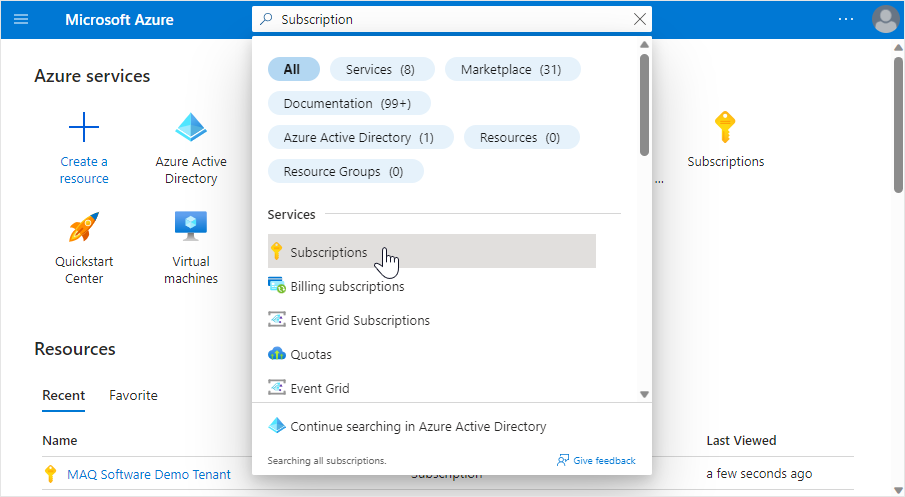 Microsoft Azure
Subscription
...
Azure services
All
Services (8)
Marketplace (31)
Documentation (99+)
Azure Active Directory (1)
Resources (0)
Resource Groups (0)
Create a
resource
Azure Active
Directory
...
Subscriptions
Quickstart
Center
Virtual
machines
Services
Subscriptions
Billing subscriptions
Event Grid Subscriptions
Quotas
Event Grid
Continue searching in Azure Active Directory
Searching all subscriptions.
Give feedback
Resources
Recent
Favorite
Name
Last Viewed
MAQ Software Demo Tenant
Subscription
a few seconds ago